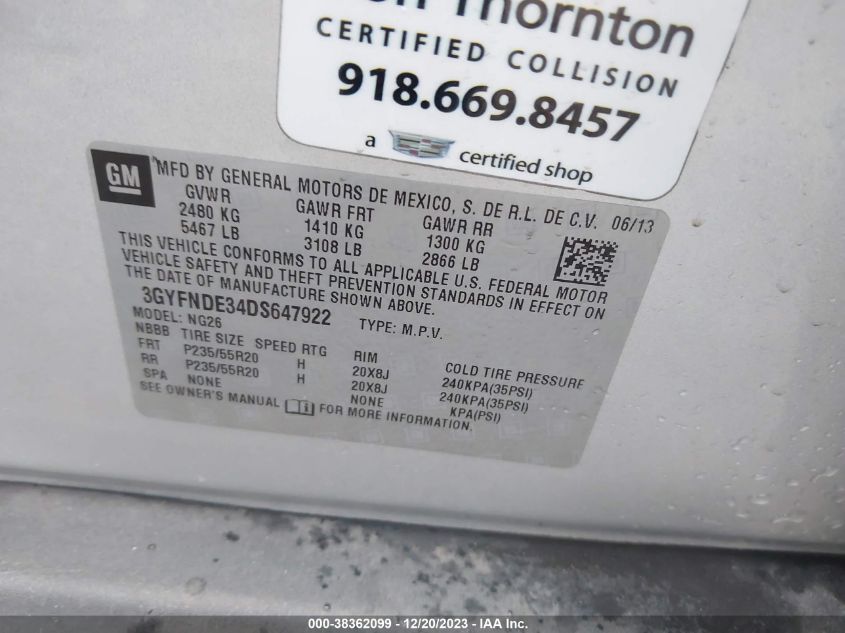 Thornton
CERTIFIED COLLISION
918.669.8457
a
certified shop
GM
MFD BY GENERAL MOTORS DE MEXICO, S. DE R.L. DE C.V. 06/13
GVWR GAWR FRT GAWR RR
2480 KG 1410 KG 1300 KG
5467 LB 3108 LB 2866 LB
THIS VEHICLE CONFORMS TO ALL APPLICABLE U.S. FEDERAL MOTOR
VEHICLE SAFETY AND THEFT PREVENTION STANDARDS IN EFFECT ON
THE DATE OF MANUFACTURE SHOWN ABOVE.
3GYFNDE34DS647922 TYPE: M.P.V.
MODEL: NG26
NBBB TIRE SIZE SPEED RTG RIM COLD TIRE PRESSURE
FRT P235/55R20 H 20X8J 240KPA(35PSI)
RR P235/55R20 H 20X8J 240KPA(35PSI)
SPA NONE NONE KPA(PSI)
SEE OWNER'S MANUAL FOR MORE INFORMATION.
000-38362099 - 12/20/2023 - IAA Inc.